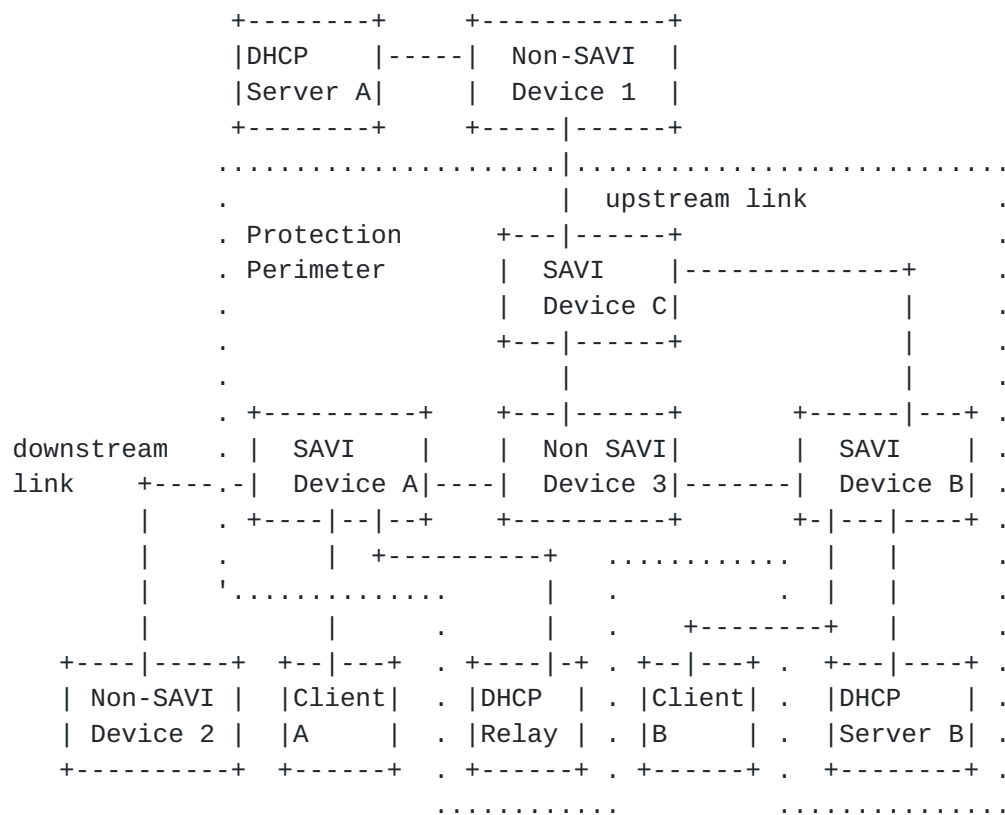 DHCP Non-SAVI
Server A Device 1
upstream link
Protection SAVI
Perimeter Device C
downstream SAVI Non SAVI SAVI
link Device A Device 3 Device B
Non-SAVI Client DHCP Client DHCP
Device 2 A Relay B Server B